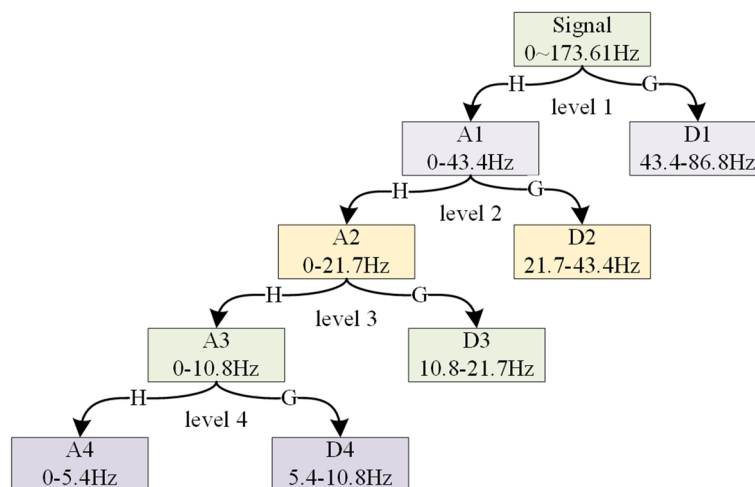 Signal
0~173.61Hz
H
G
level 1
A1
0-43.4Hz
D1
43.4-86.8Hz
H
G
level 2
A2
0-21.7Hz
D2
21.7-43.4Hz
H
G
level 3
A3
0-10.8Hz
D3
10.8-21.7Hz
H
G
level 4
A4
0-5.4Hz
D4
5.4-10.8Hz